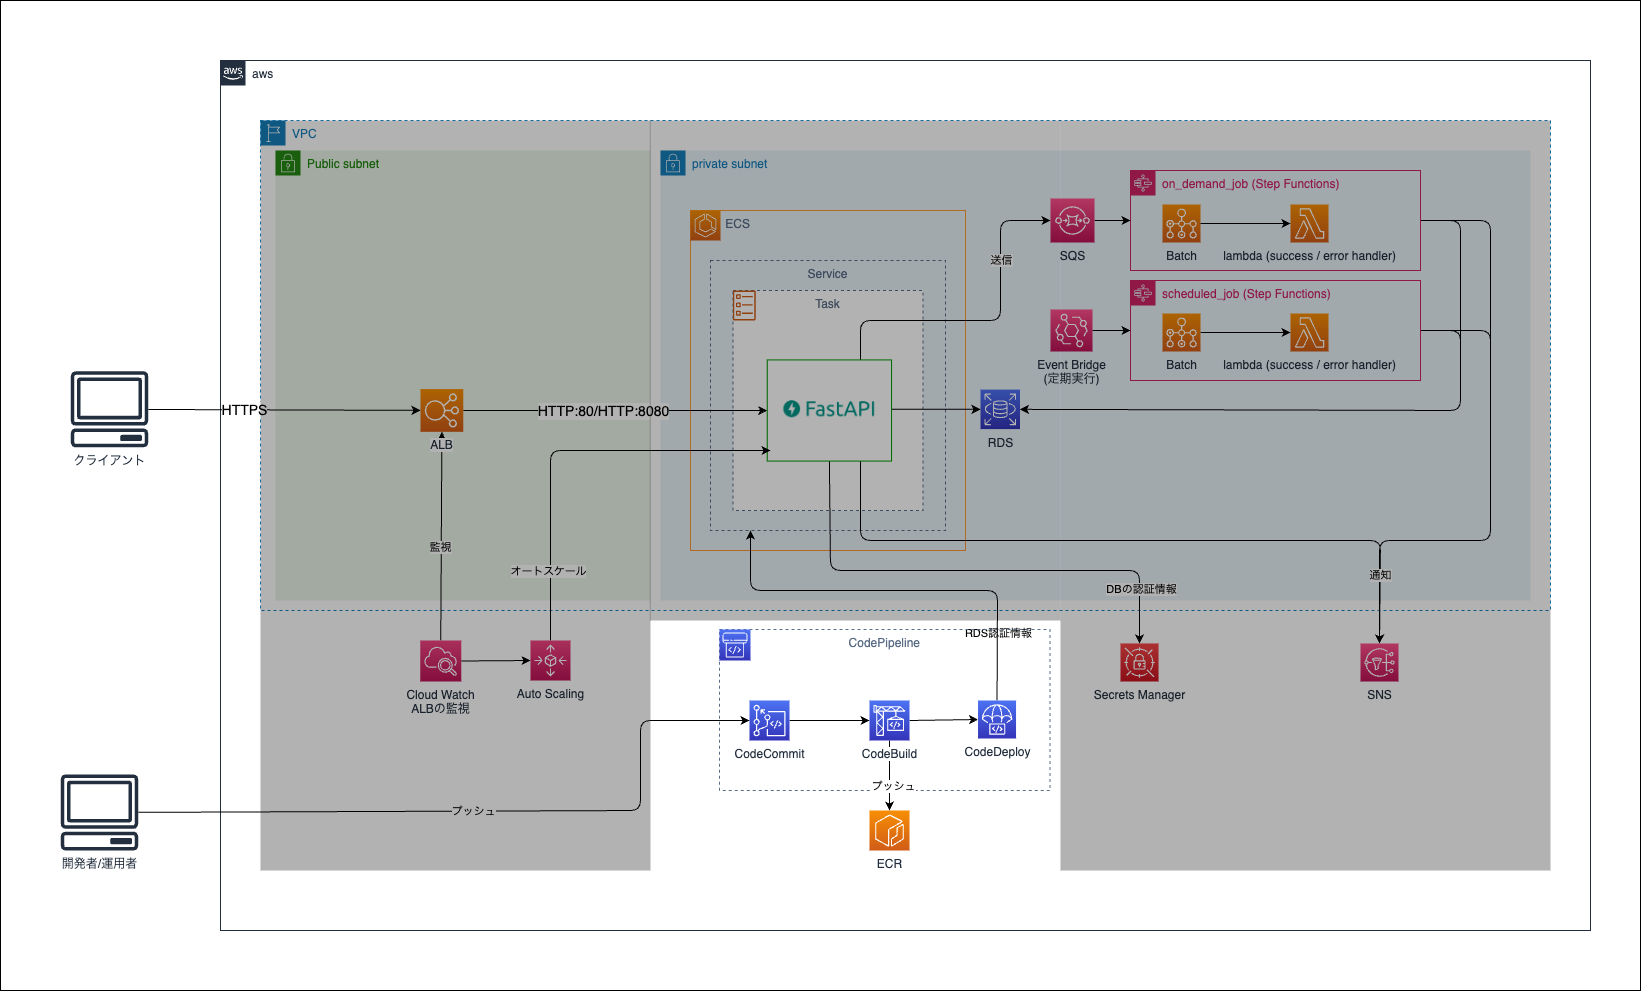 aws
aws
VPC
Public subnet
private subnet
ECS
Service
Task
FastAPI
on_demand_job (Step Functions)
Batch
lambda (success / error handler)
SQS
送信
scheduled_job (Step Functions)
Batch
lambda (success / error handler)
Event Bridge
(定期実行)
RDS
クライアント
HTTPS
ALB
HTTP:80/HTTP:8080
監視
オートスケール
通知
DBの認証情報
Cloud Watch
ALBの監視
Auto Scaling
CodePipeline
RDS認証情報
Secrets Manager
SNS
CodeCommit
CodeBuild
CodeDeploy
プッシュ
プッシュ
ECR
開発者/運用者